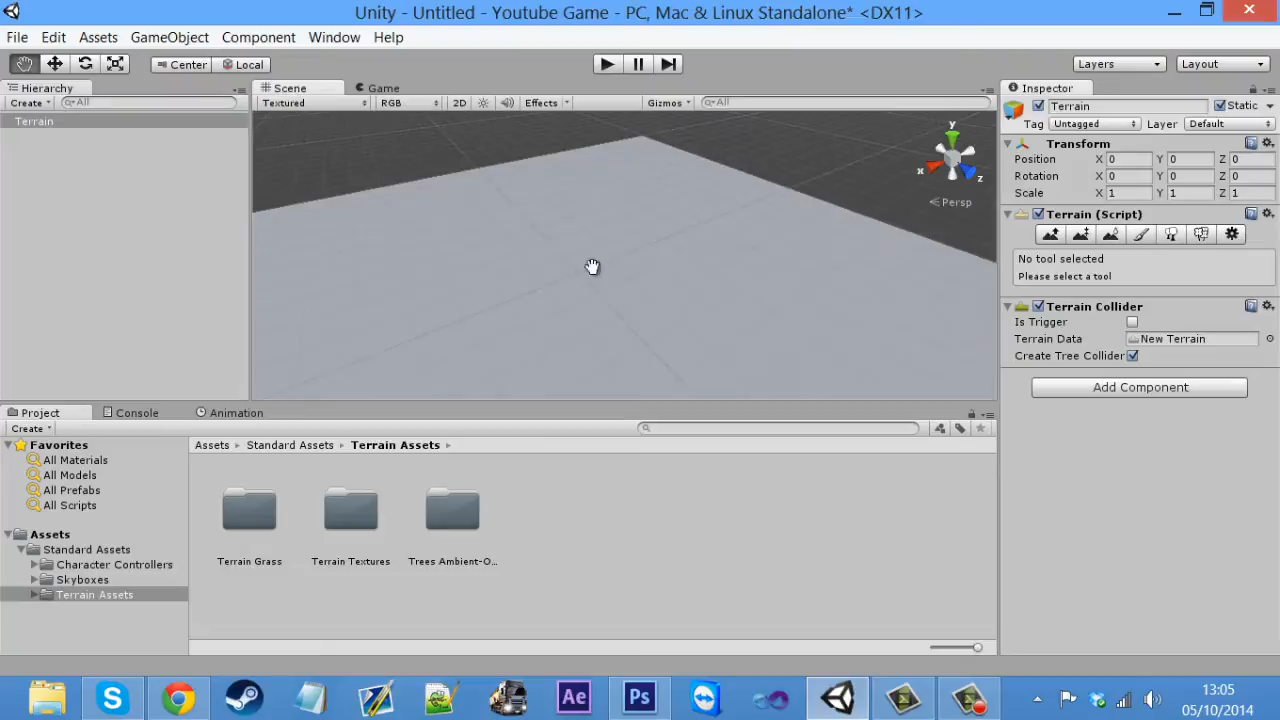 Unity - Untitled - Youtube Game - PC, Mac & Linux Standalone* <DX11>
File Edit Assets GameObject Component Window Help
Center Local Layers Layout
Hierarchy Scene Game Inspector
Create All Textured RGB 2D Effects Gizmos All
Terrain
Terrain Static
Tag Untagged Layer Default
Transform
Position X 0 Y 0 Z 0
Rotation X 0 Y 0 Z 0
Scale X 1 Y 1 Z 1
Terrain (Script)
No tool selected
Please select a tool
Terrain Collider
Is Trigger
Terrain Data New Terrain
Create Tree Collider
Add Component
y
x
z
Persp
Project Console Animation
Create
Favorites
All Materials
All Models
All Prefabs
All Scripts
Assets
Standard Assets
Character Controllers
Skyboxes
Terrain Assets
Assets Standard Assets Terrain Assets
Terrain Grass Terrain Textures Trees Ambient-O...
S Ae Ps
13:05
05/10/2014